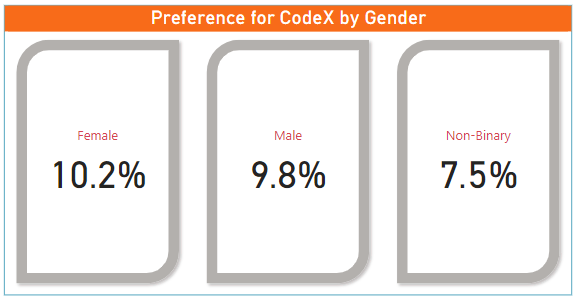 Preference for CodeX by Gender
Female
10.2%
Male
9.8%
Non-Binary
7.5%